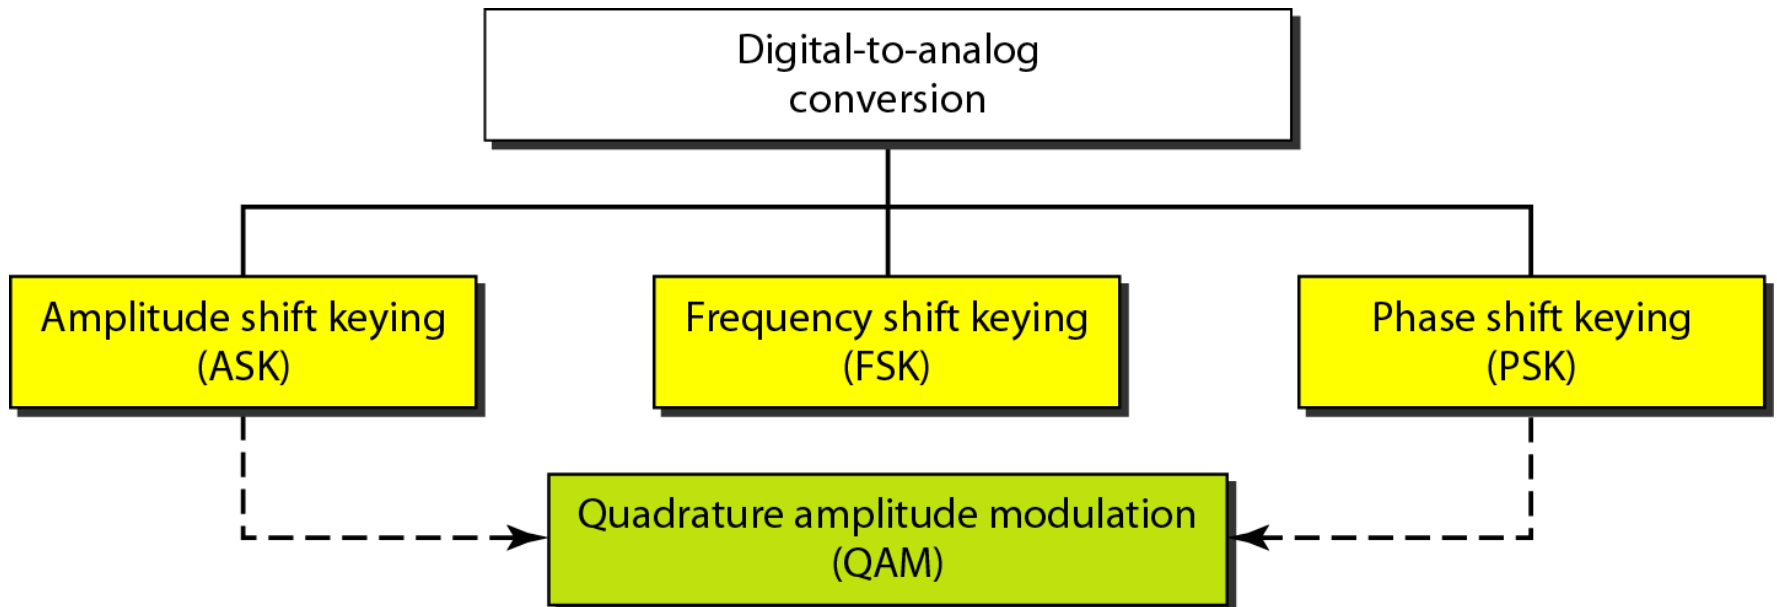 Digital-to-analog
conversion
Amplitude shift keying
(ASK)
Frequency shift keying
(FSK)
Phase shift keying
(PSK)
Quadrature amplitude modulation
(QAM)